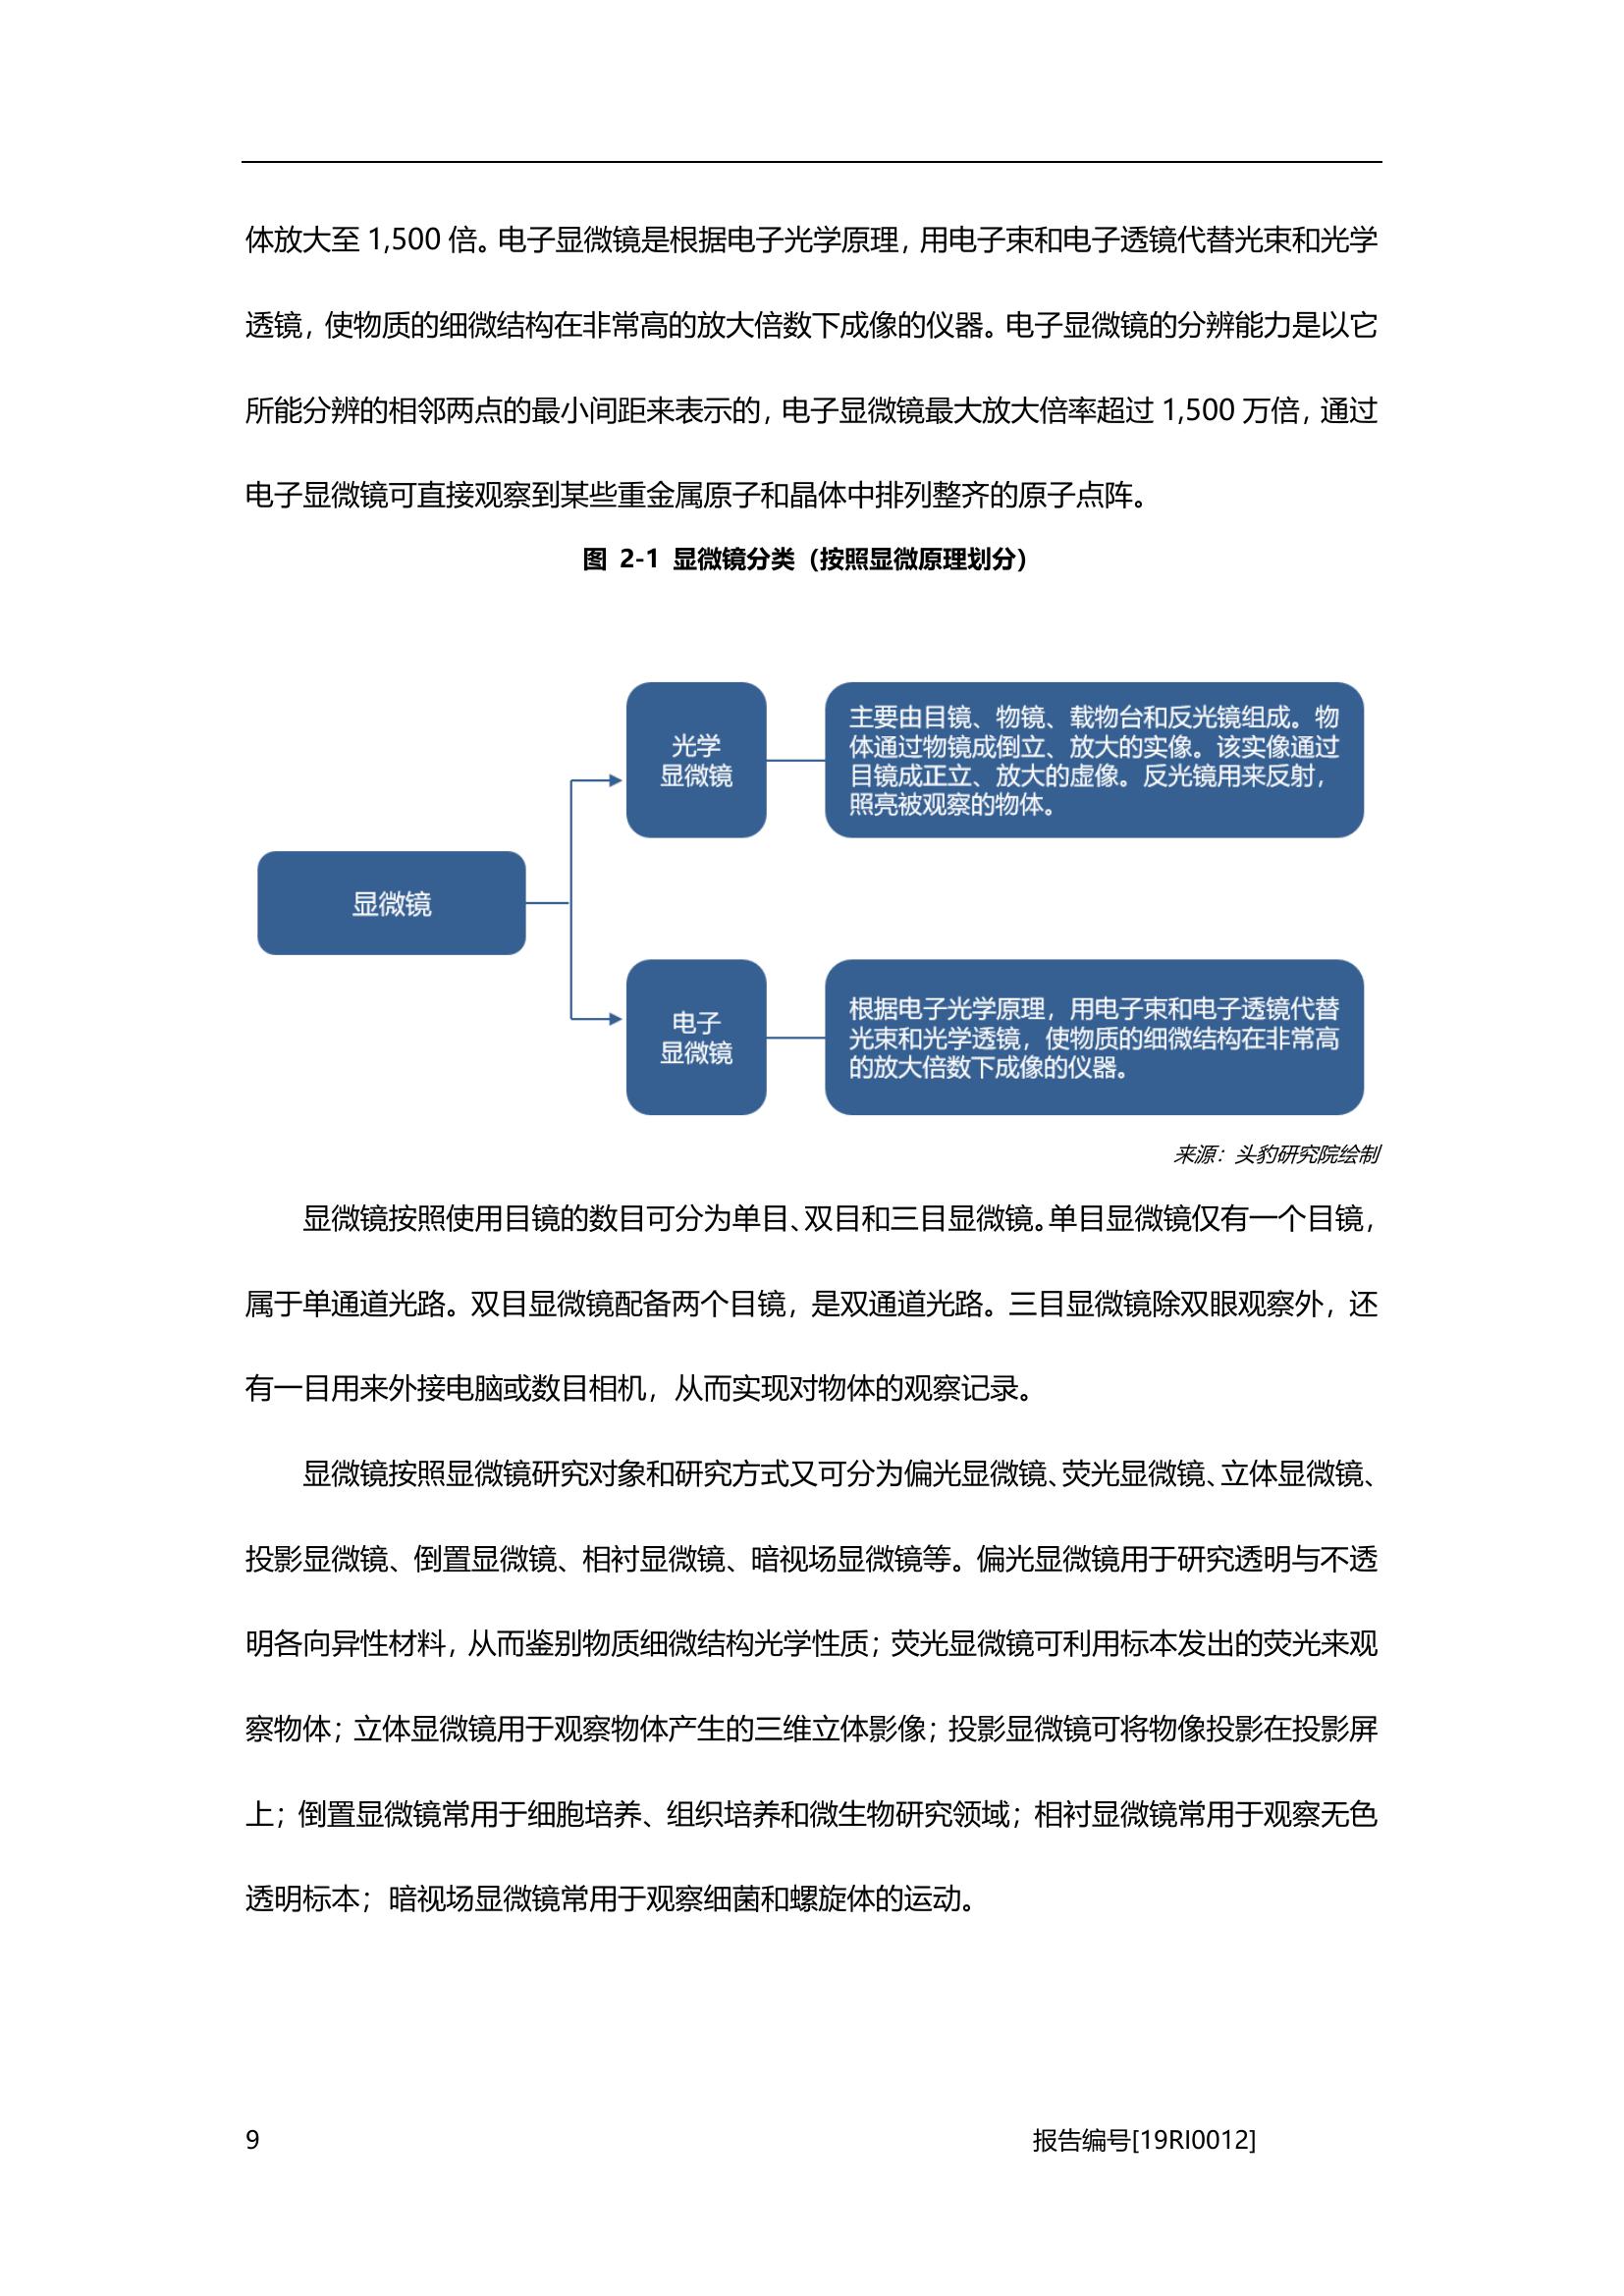 体放大至 1,500 倍。电子显微镜是根据电子光学原理，用电子束和电子透镜代替光束和光学
透镜，使物质的细微结构在非常高的放大倍数下成像的仪器。电子显微镜的分辨能力是以它
所能分辨的相邻两点的最小间距来表示的，电子显微镜最大放大倍率超过 1,500 万倍，通过
电子显微镜可直接观察到某些重金属原子和晶体中排列整齐的原子点阵。
图 2-1 显微镜分类（按照显微原理划分）
光学
显微镜
主要由目镜、物镜、载物台和反光镜组成。物
体通过物镜成倒立、放大的实像。该实像通过
目镜成正立、放大的虚像。反光镜用来反射，
照亮被观察的物体。
显微镜
电子
显微镜
根据电子光学原理，用电子束和电子透镜代替
光束和光学透镜，使物质的细微结构在非常高
的放大倍数下成像的仪器。
来源：头豹研究院绘制
显微镜按照使用目镜的数目可分为单目、双目和三目显微镜。单目显微镜仅有一个目镜，
属于单通道光路。双目显微镜配备两个目镜，是双通道光路。三目显微镜除双眼观察外，还
有一目用来外接电脑或数目相机，从而实现对物体的观察记录。
显微镜按照显微镜研究对象和研究方式又可分为偏光显微镜、荧光显微镜、立体显微镜、
投影显微镜、倒置显微镜、相衬显微镜、暗视场显微镜等。偏光显微镜用于研究透明与不透
明各向异性材料，从而鉴别物质细微结构光学性质；荧光显微镜可利用标本发出的荧光来观
察物体；立体显微镜用于观察物体产生的三维立体影像；投影显微镜可将物像投影在投影屏
上；倒置显微镜常用于细胞培养、组织培养和微生物研究领域；相衬显微镜常用于观察无色
透明标本；暗视场显微镜常用于观察细菌和螺旋体的运动。
9
报告编号[19RI0012]